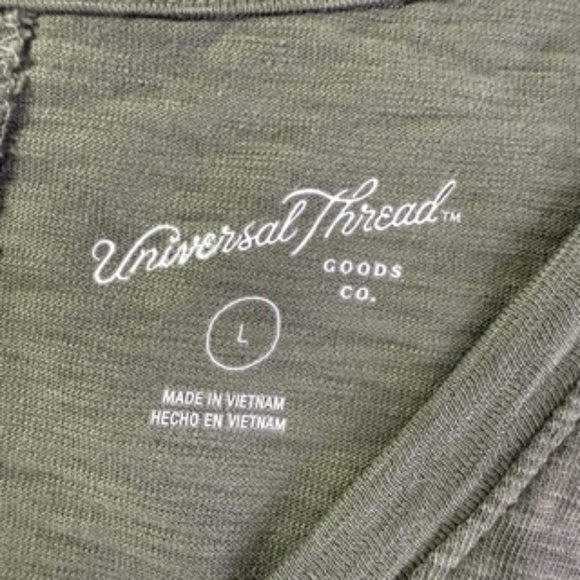 Universal Thread™
GOODS
CO.
L
MADE IN VIETNAM
HECHO EN VIETNAM